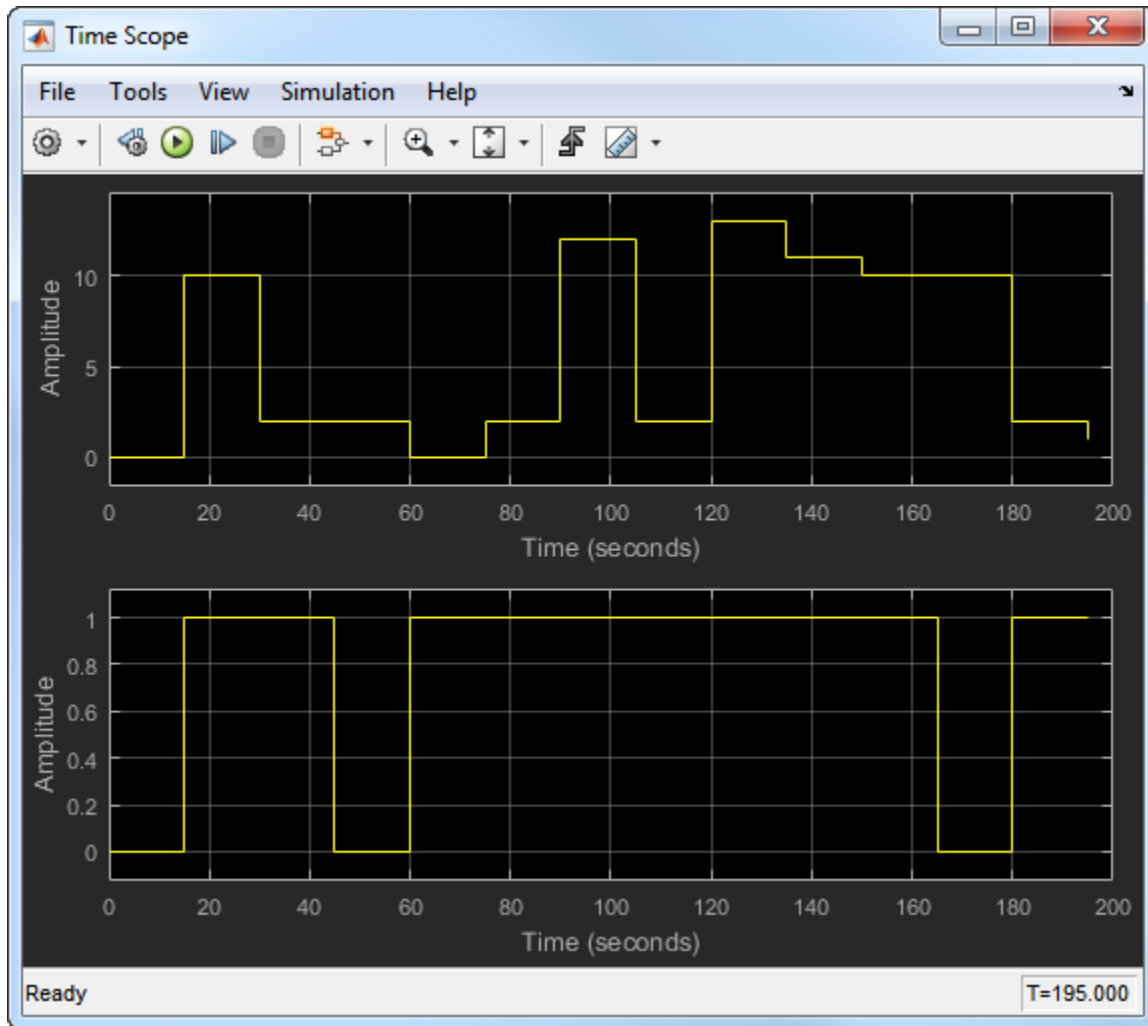 Time Scope
File Tools View Simulation Help
Amplitude
10
5
0
0 20 40 60 80 100 120 140 160 180 200
Time (seconds)
Amplitude
1
0.8
0.6
0.4
0.2
0
0 20 40 60 80 100 120 140 160 180 200
Time (seconds)
Ready T=195.000